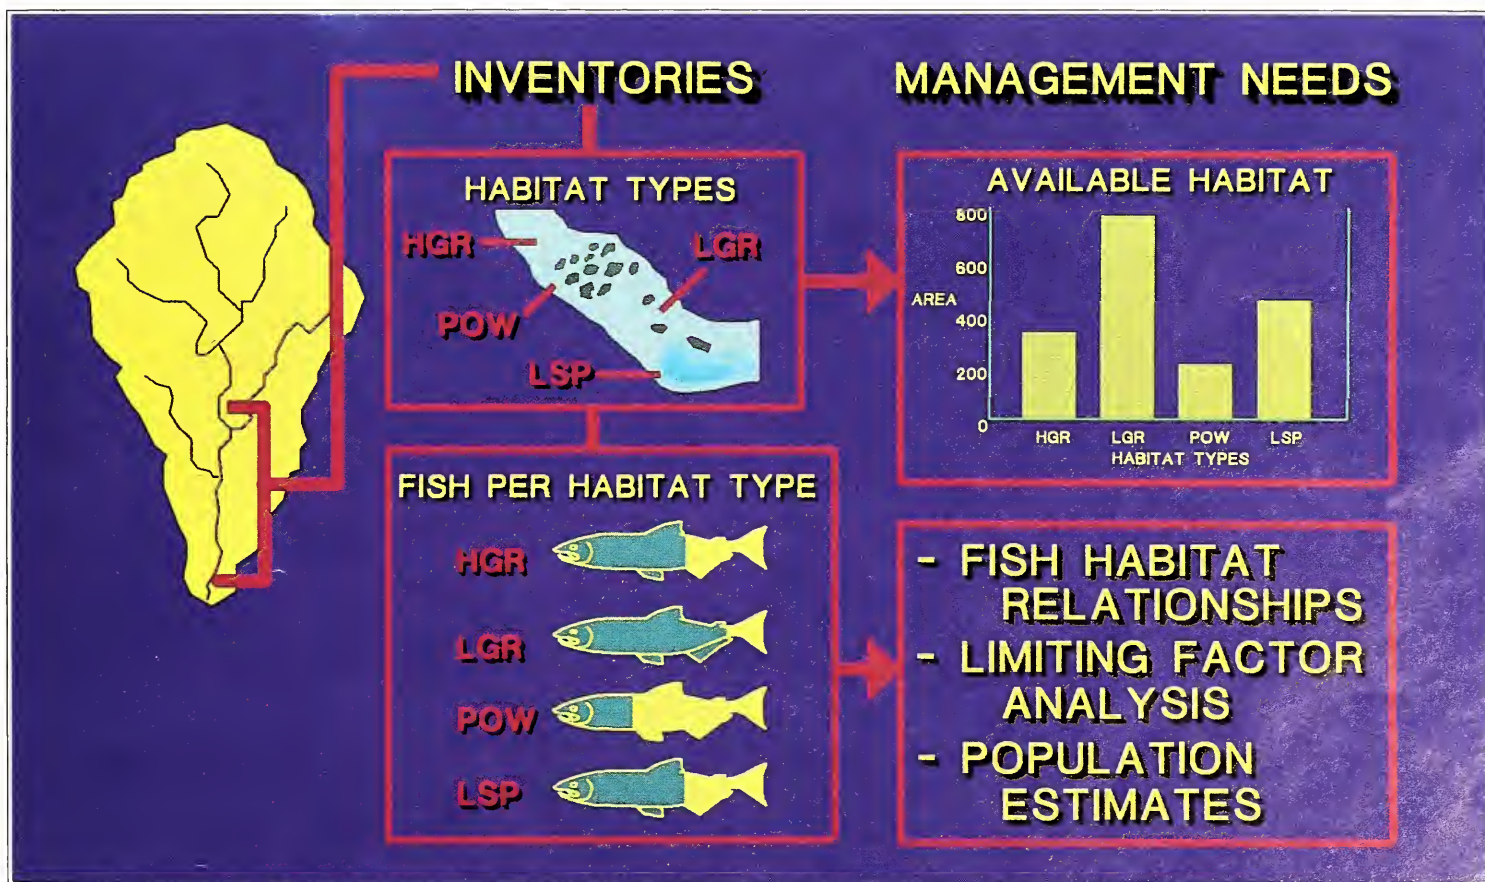 INVENTORIES
MANAGEMENT NEEDS
HABITAT TYPES
HGR
LGR
POW
LSP
AVAILABLE HABITAT
800
600
AREA
400
200
0
HGR LGR POW LSP
HABITAT TYPES
FISH PER HABITAT TYPE
HGR
LGR
POW
LSP
- FISH HABITAT
RELATIONSHIPS
- LIMITING FACTOR
ANALYSIS
- POPULATION
ESTIMATES